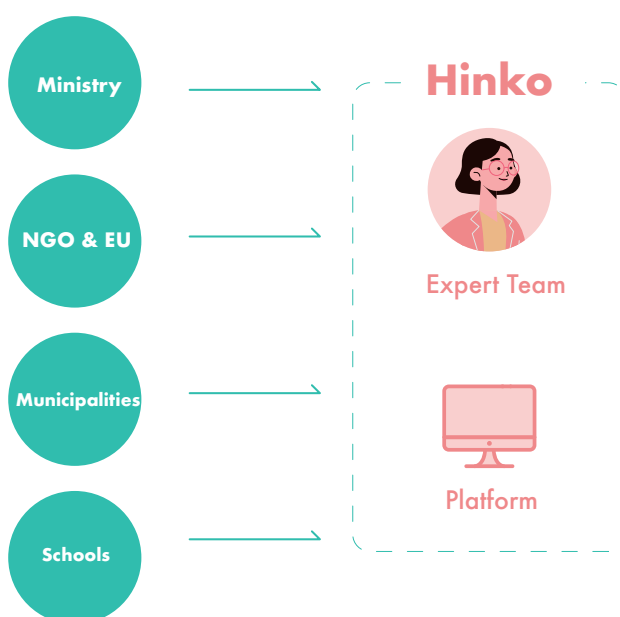 Hinko
Ministry
NGO & EU
Expert Team
Municipalities
Platform
Schools